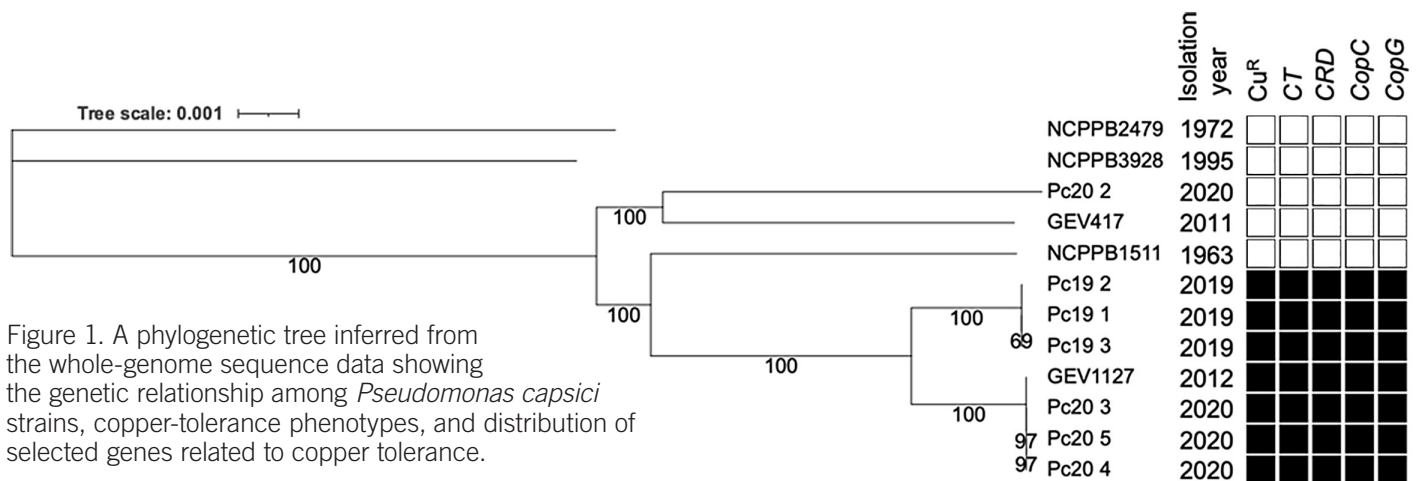 Isolation year
Cuᴿ
CT
CRD
CopC
CopG
Tree scale: 0.001
NCPPB2479 1972
NCPPB3928 1995
Pc20 2 2020
100
GEV417 2011
100
NCPPB1511 1963
Pc19 2 2019
100
100
Pc19 1 2019
69
Pc19 3 2019
100
GEV1127 2012
100
Pc20 3 2020
97
Pc20 5 2020
97
Pc20 4 2020
Figure 1. A phylogenetic tree inferred from
the whole-genome sequence data showing
the genetic relationship among Pseudomonas capsici
strains, copper-tolerance phenotypes, and distribution of
selected genes related to copper tolerance.